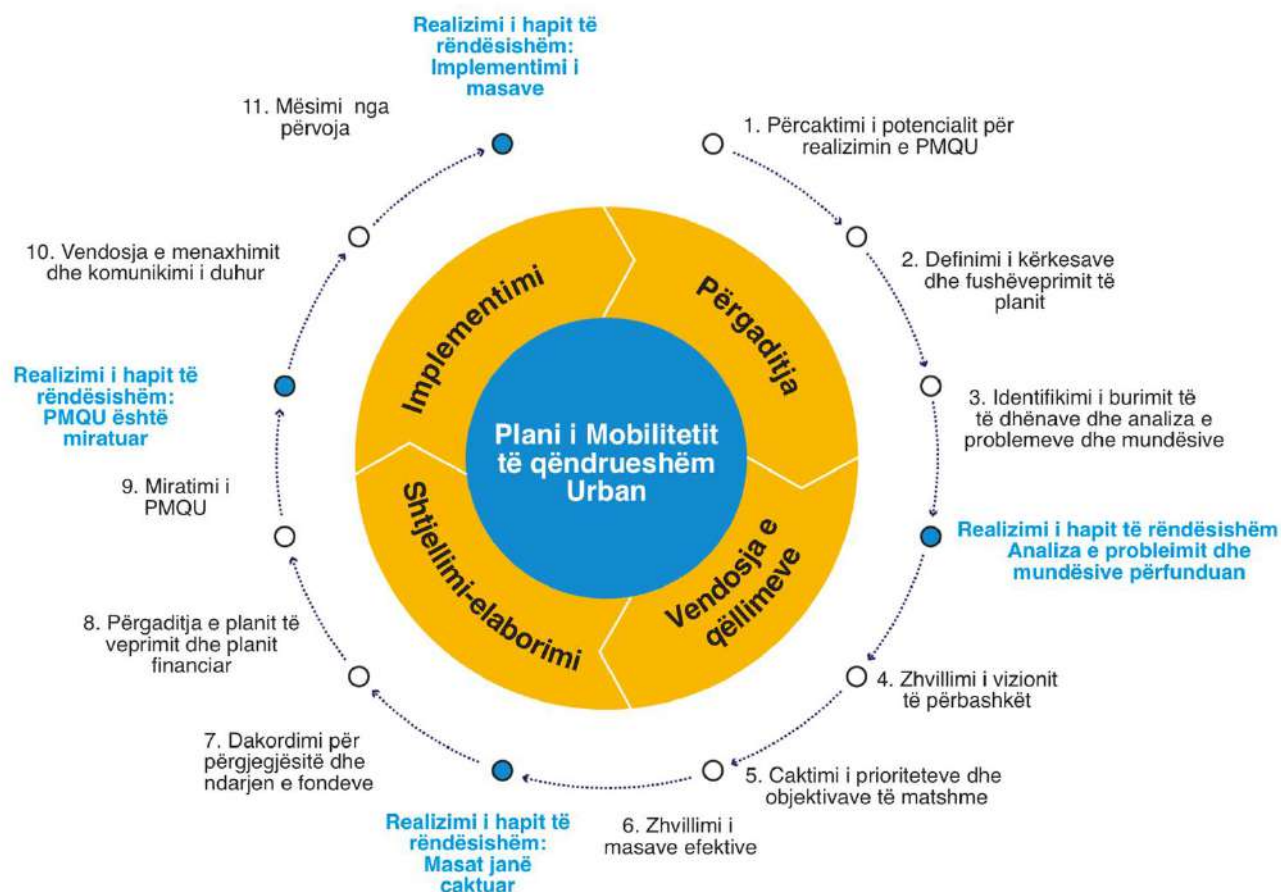 Realizimi i hapit të
rëndësishëm:
Implementimi i
masave
1. Përcaktimi i potencialit për
realizimin e PMQU
2. Definimi i kërkesave
dhe fushëveprimit të
planit
3. Identifikimi i burimit të
të dhënave dhe analiza e
problemeve dhe mundësive
Realizimi i hapit të rëndësishëm
Analiza e probleimit dhe
mundësive përfunduan
4. Zhvillimi i vizionit
të përbashkët
5. Caktimi i prioriteteve dhe
objektivave të matshme
6. Zhvillimi i
masave efektive
Realizimi i hapit të
rëndësishëm:
Masat janë
caktuar
7. Dakordimi për
përgjegjësitë dhe
ndarjen e fondeve
8. Përgaditja e planit të
veprimit dhe planit
financiar
9. Miratimi i
PMQU
Realizimi i hapit të
rëndësishëm:
PMQU është
miratuar
10. Vendosja e menaxhimit
dhe komunikimi i duhur
11. Mësimi nga
përvoja
Përgaditja
Vendosja e
qëllimeve
Shtjellimi-elaborimi
Implementimi
Plani i Mobilitetit
të qëndrueshëm
Urban